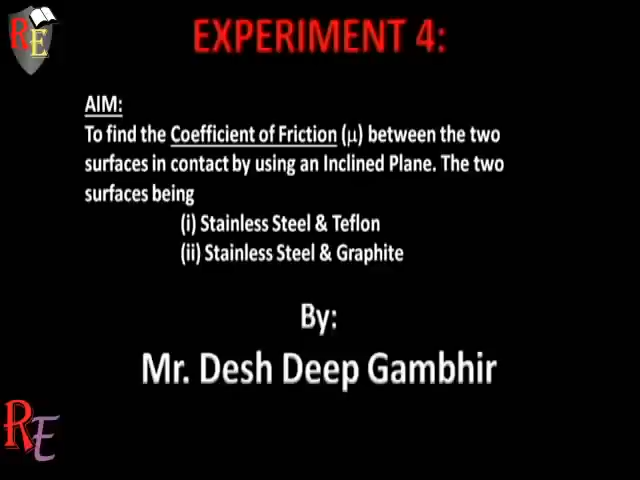 RE
EXPERIMENT 4:
AIM:
To find the Coefficient of Friction (μ) between the two
surfaces in contact by using an Inclined Plane. The two
surfaces being
(i) Stainless Steel & Teflon
(ii) Stainless Steel & Graphite
By:
Mr. Desh Deep Gambhir
RE